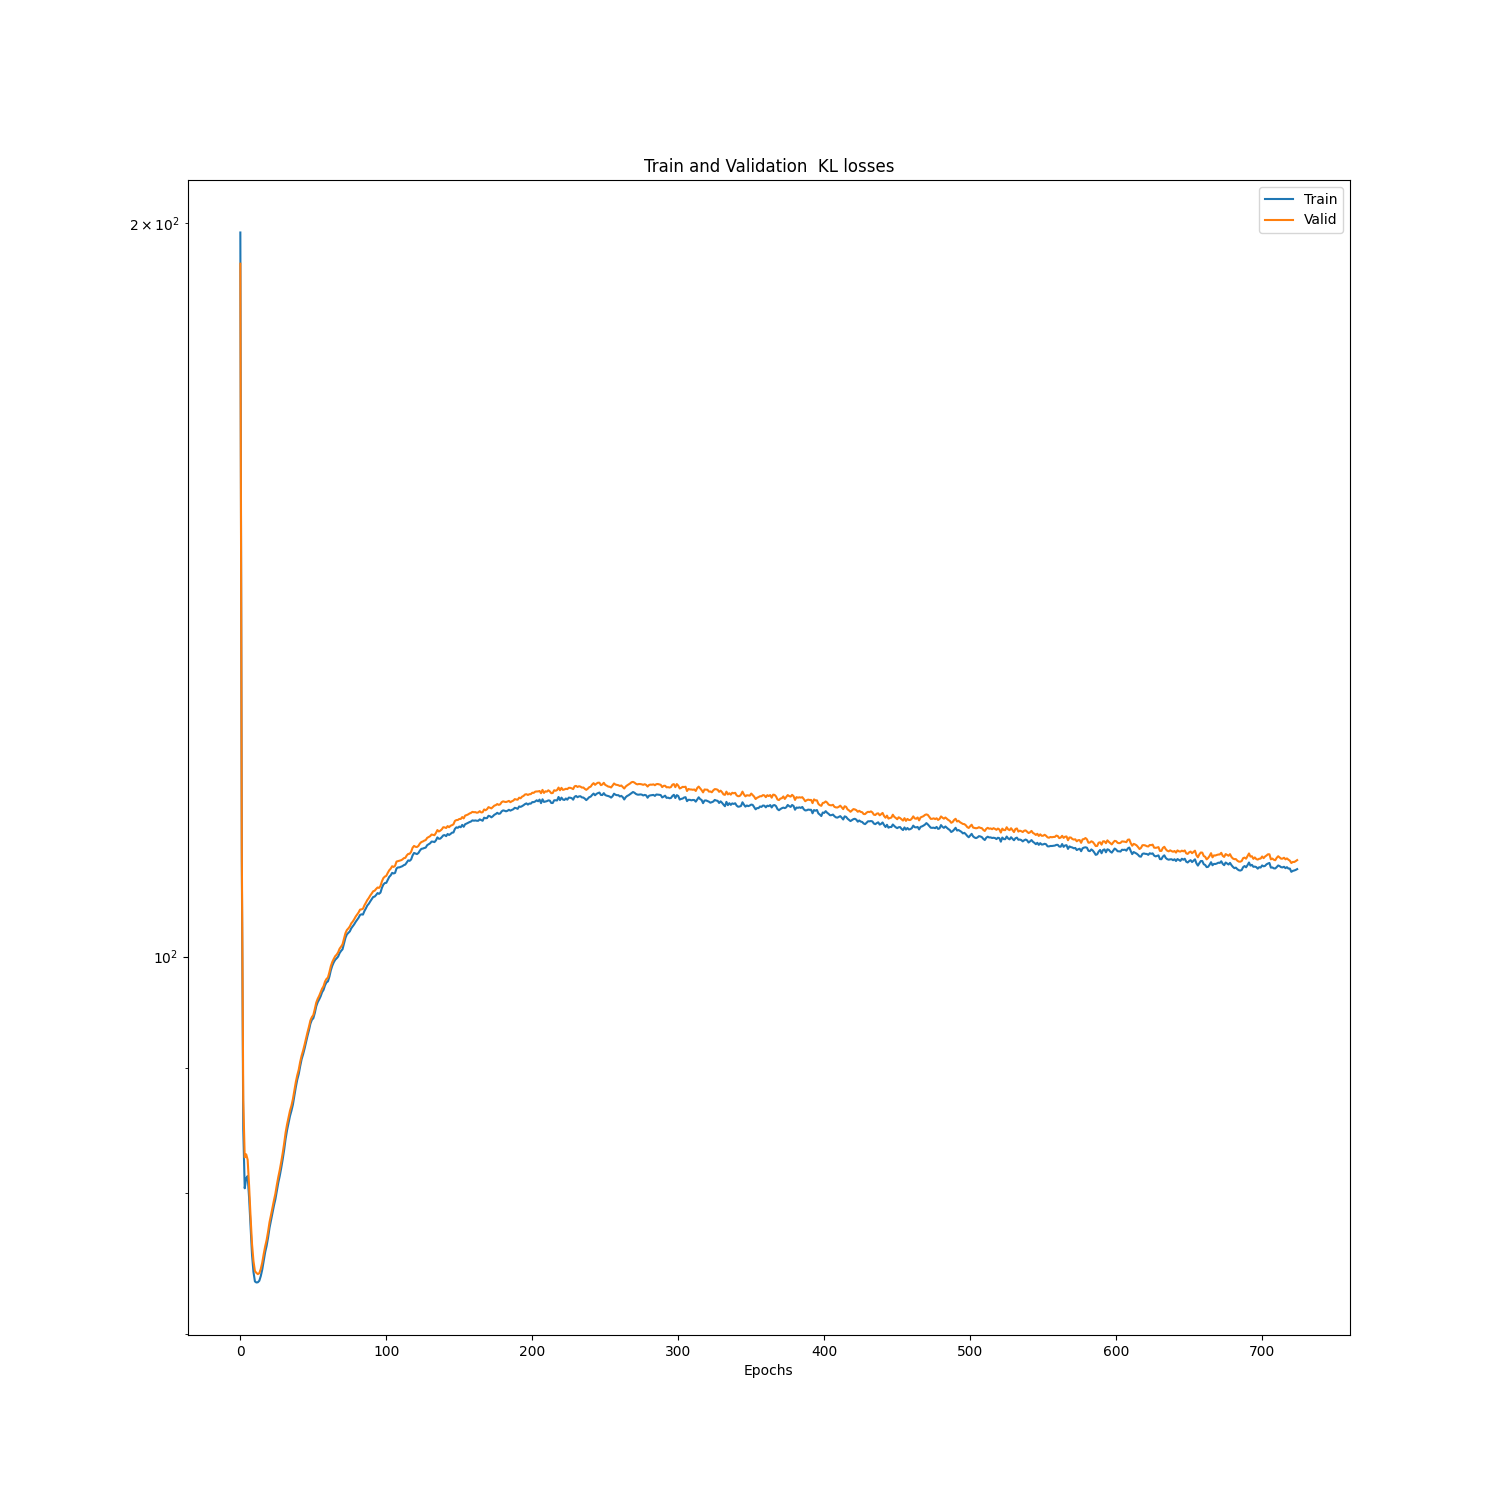 Train and Validation  KL losses
Train
Valid
2 × 10²
10²
0 100 200 300 400 500 600 700
Epochs